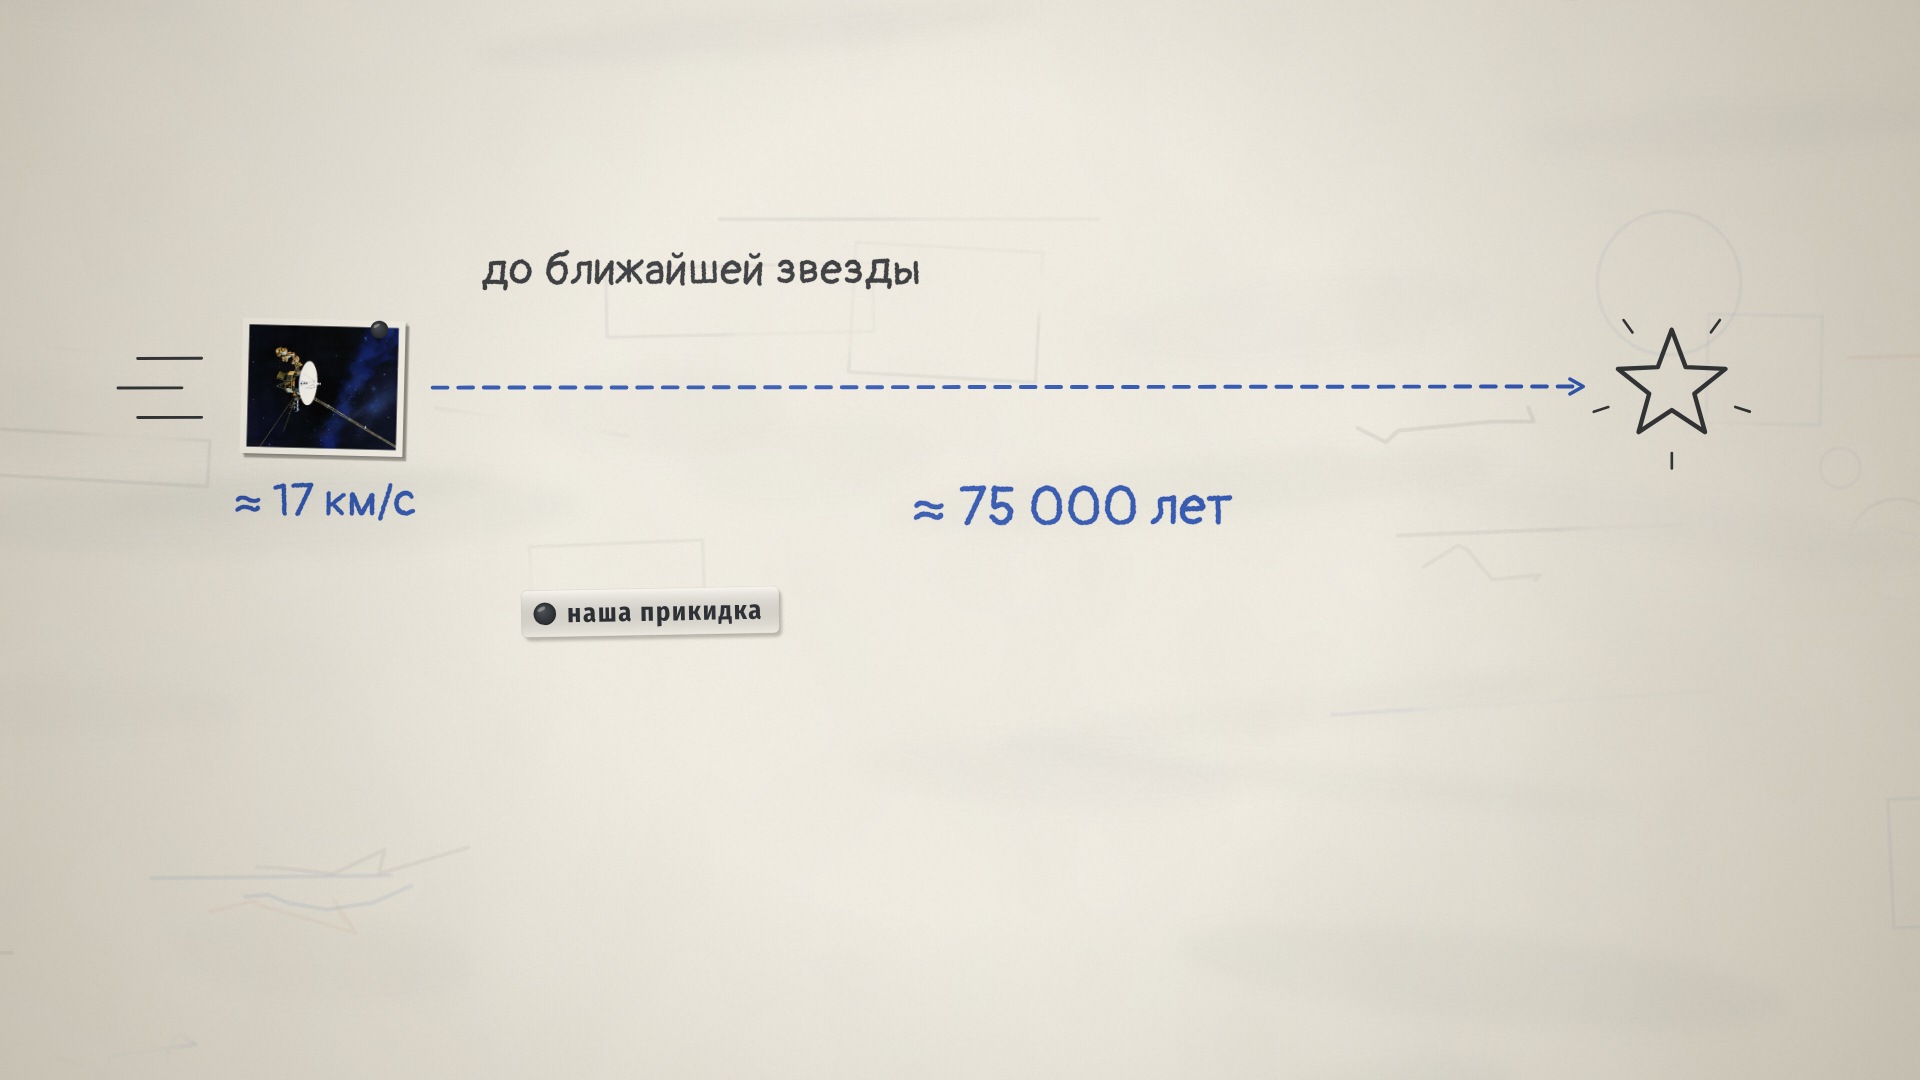 до ближайшей звезды
≈ 17 км/с
≈ 75 000 лет
наша прикидка